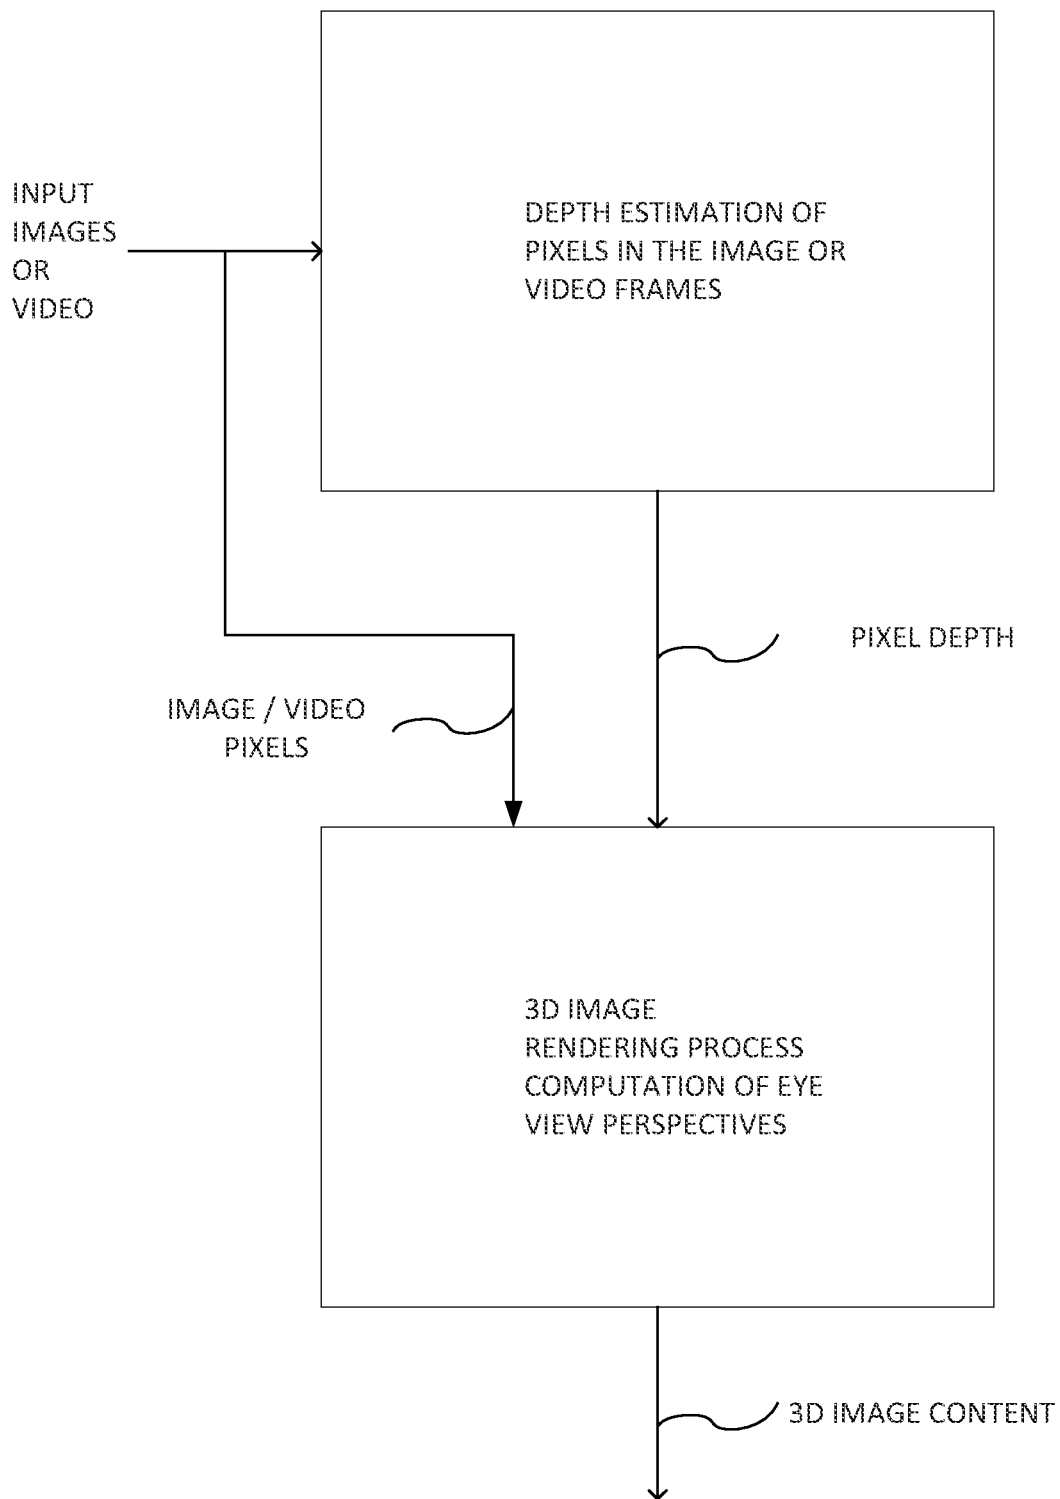 INPUT
IMAGES
OR
VIDEO
DEPTH ESTIMATION OF
PIXELS IN THE IMAGE OR
VIDEO FRAMES
PIXEL DEPTH
IMAGE / VIDEO
PIXELS
3D IMAGE
RENDERING PROCESS
COMPUTATION OF EYE
VIEW PERSPECTIVES
3D IMAGE CONTENT